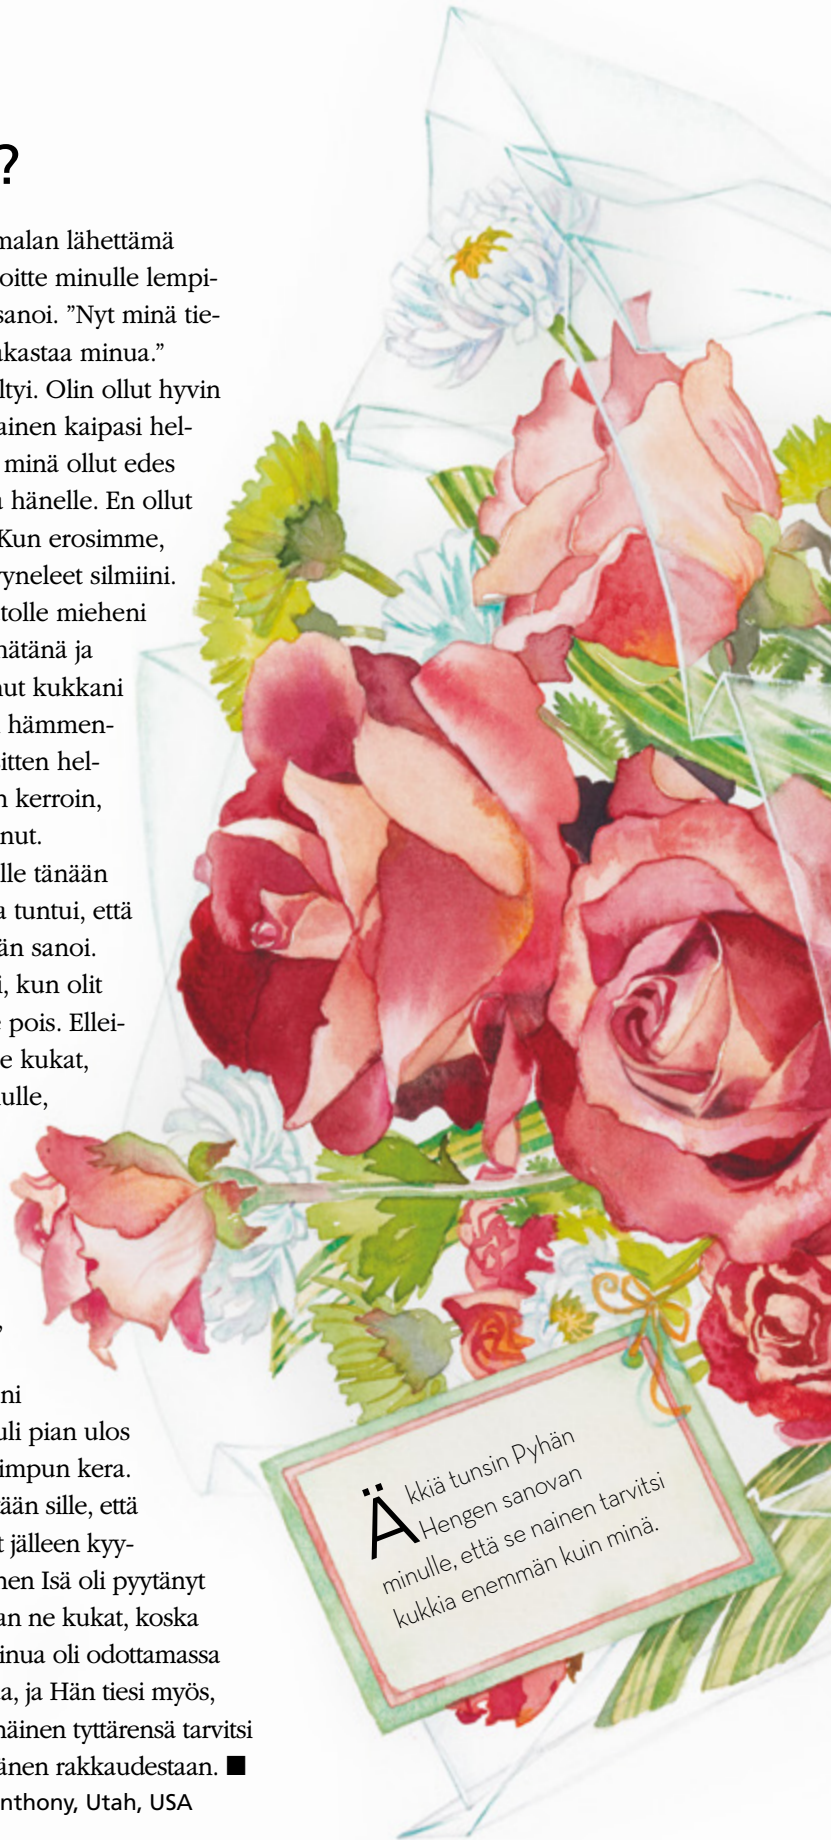 ?
malan lähettämä
oitte minulle lempi-
sanoi. ”Nyt minä tie-
akastaa minua.”
ltyi. Olin ollut hyvin
ainen kaipasi hel-
minä ollut edes
hänelle. En ollut
Kun erosimme,
yneleet silmiini.
tolle mieheni
nätänä ja
ut kukkani
hämmen-
itten hel-
n kerroin,
nut.
lle tänään
a tuntui, että
än sanoi.
i, kun olit
e pois. Ellei-
e kukat,
ulle,
,
ni
uli pian ulos
impun kera.
tään sille, että
t jälleen kyy-
nen Isä oli pyytänyt
an ne kukat, koska
inua oli odottamassa
a, ja Hän tiesi myös,
näinen tyttärensä tarvitsi
änen rakkaudestaan. ■
nthony, Utah, USA
Äkkiä tunsin Pyhän
Hengen sanovan
minulle, että se nainen tarvitsi
kukkia enemmän kuin minä.